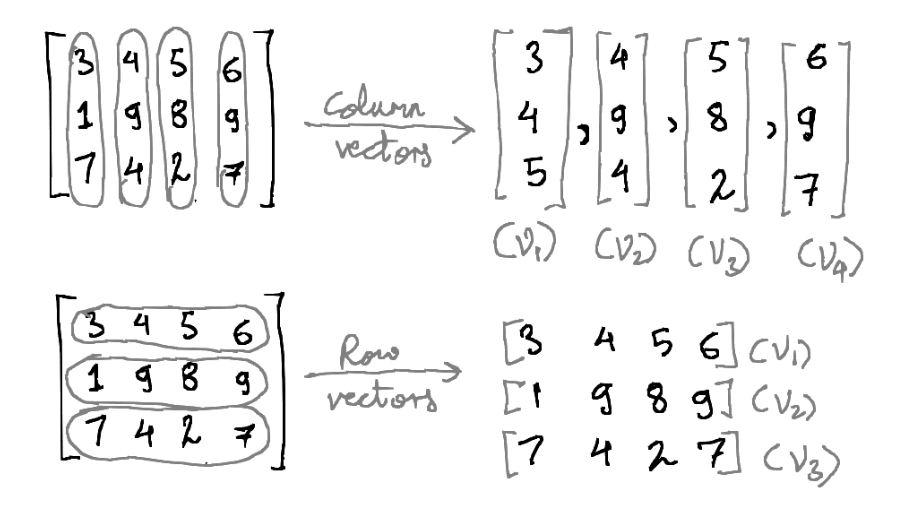 3 4 5 6
1 9 8 9
7 4 2 7
Column
vectors
3 4 5 6
4 , 9 , 8 , 9
5 4 2 7
(V₁) (V₂) (V₃) (V₄)
3 4 5 6
1 9 8 9
7 4 2 7
Row
vectors
[3 4 5 6] (V₁)
[1 9 8 9] (V₂)
[7 4 2 7] (V₃)